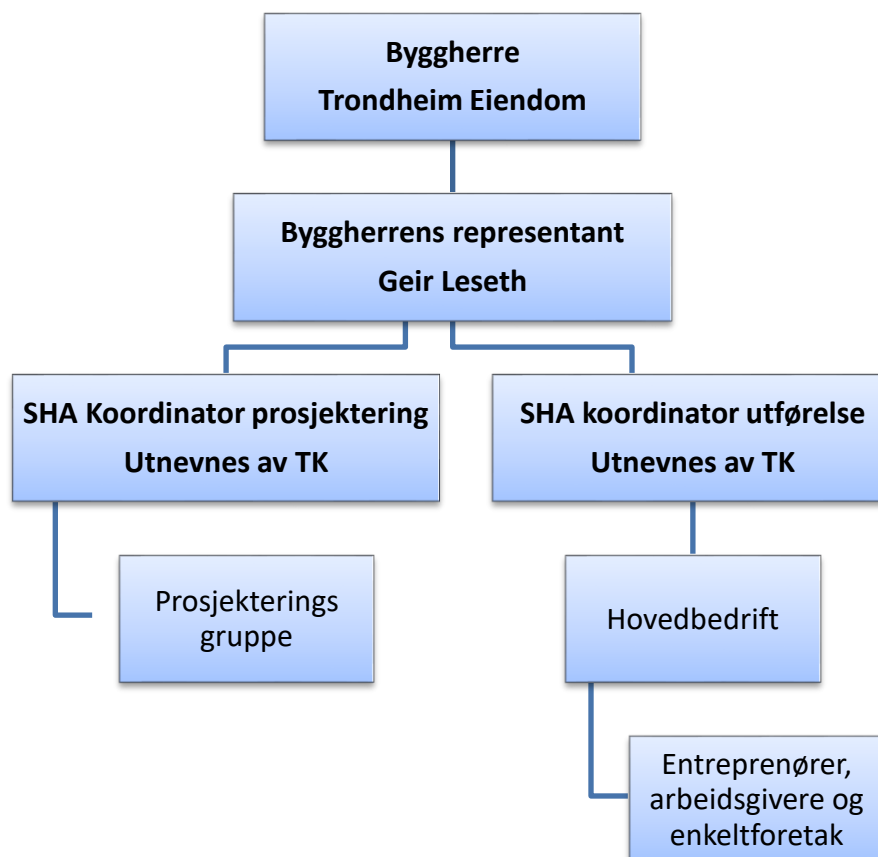 Byggherre
Trondheim Eiendom
Byggherrens representant
Geir Leseth
SHA Koordinator prosjektering
Utnevnes av TK
SHA koordinator utførelse
Utnevnes av TK
Prosjekterings
gruppe
Hovedbedrift
Entreprenører,
arbeidsgivere og
enkeltforetak